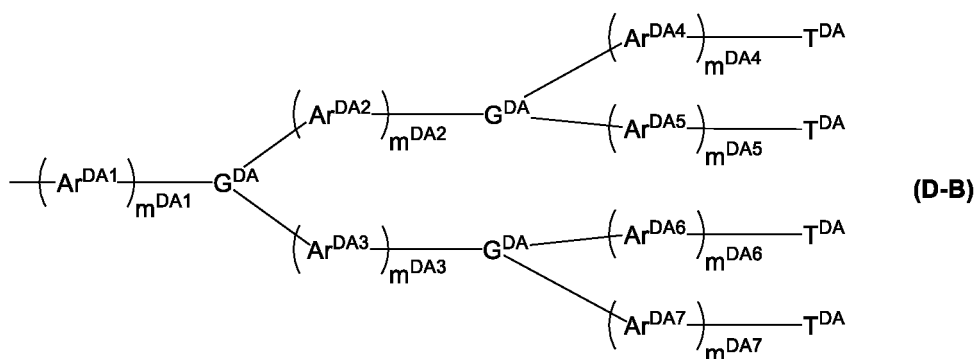 (Ar^DA4)m^DA4 T^DA
(Ar^DA2)m^DA2 G^DA
(Ar^DA5)m^DA5 T^DA
(Ar^DA1)m^DA1 G^DA (D-B)
(Ar^DA3)m^DA3 G^DA
(Ar^DA6)m^DA6 T^DA
(Ar^DA7)m^DA7 T^DA